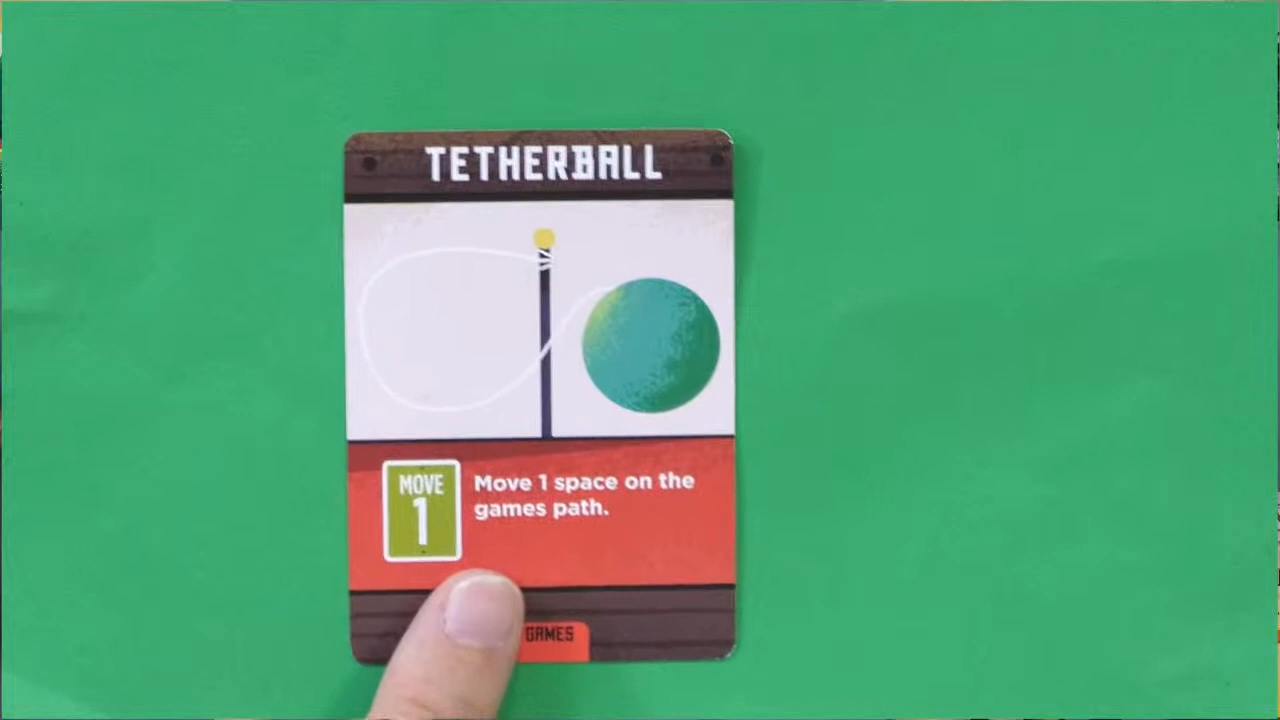 TETHERBALL
MOVE
1
Move 1 space on the
games path.
GAMES